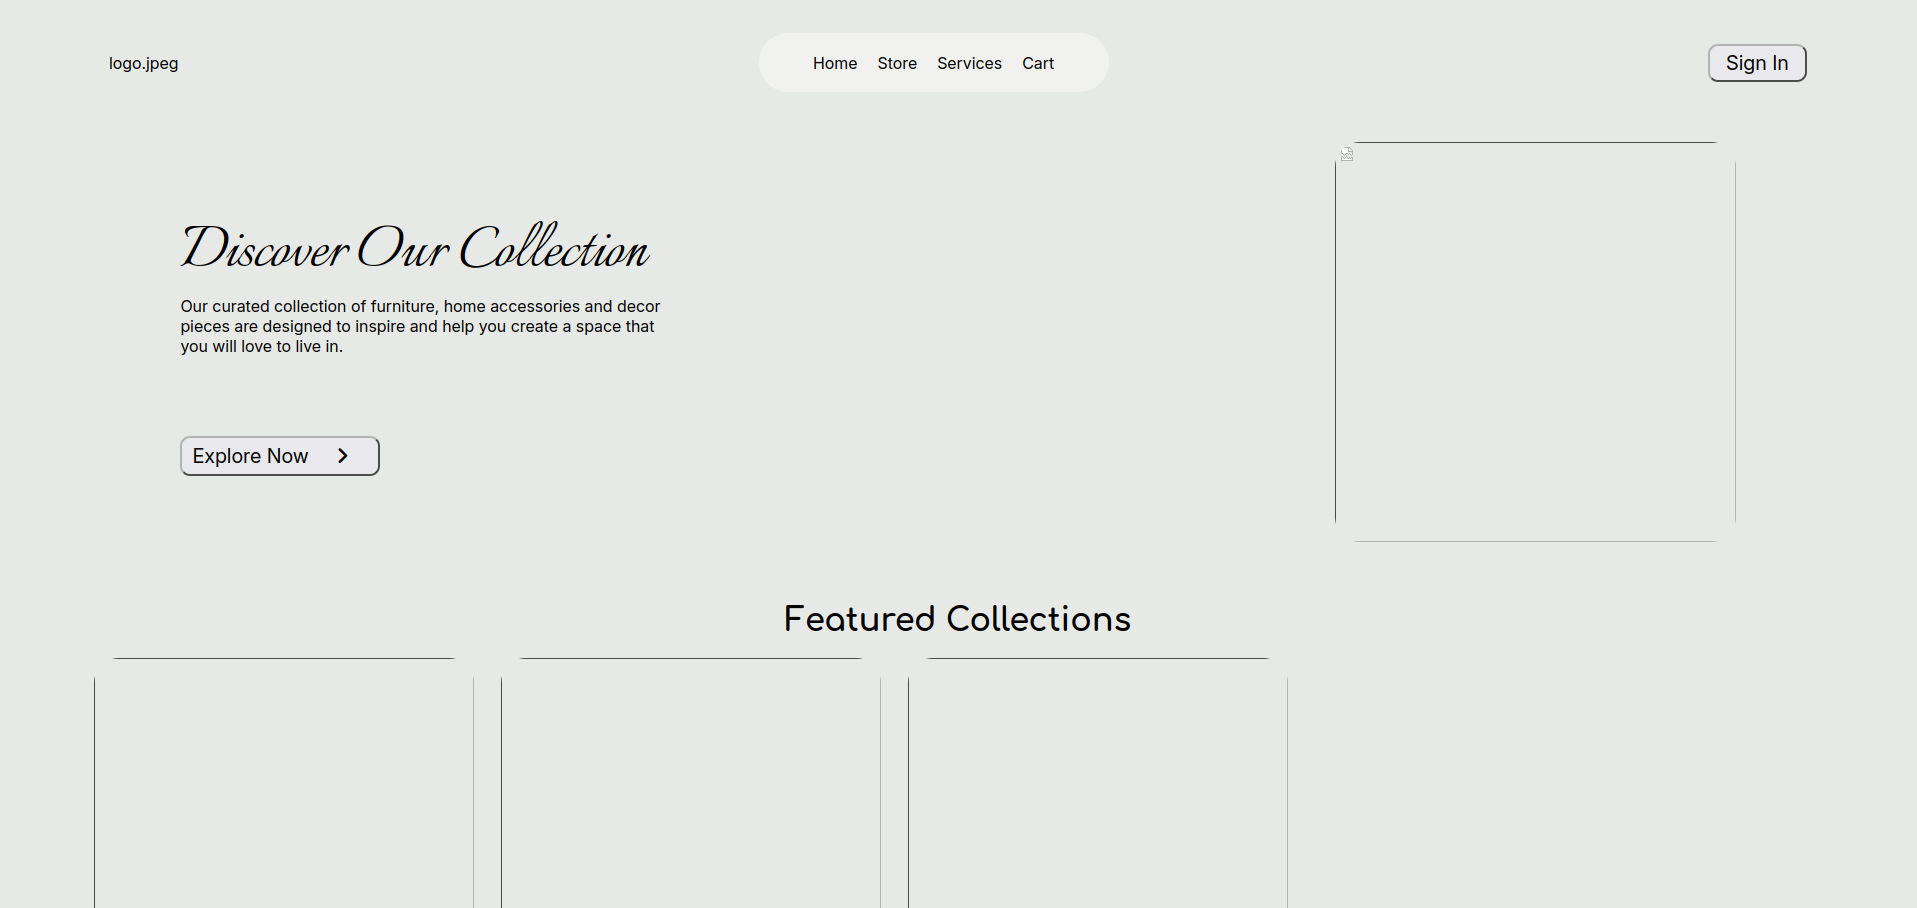 logo.jpeg
Home Store Services Cart
Sign In
Discover Our Collection
Our curated collection of furniture, home accessories and decor
pieces are designed to inspire and help you create a space that
you will love to live in.
Explore Now
Featured Collections